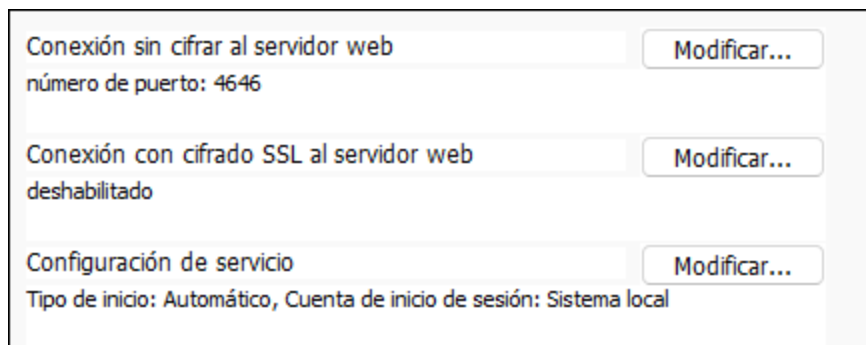 Conexión sin cifrar al servidor web
Modificar...
número de puerto: 4646
Conexión con cifrado SSL al servidor web
Modificar...
deshabilitado
Configuración de servicio
Modificar...
Tipo de inicio: Automático, Cuenta de inicio de sesión: Sistema local